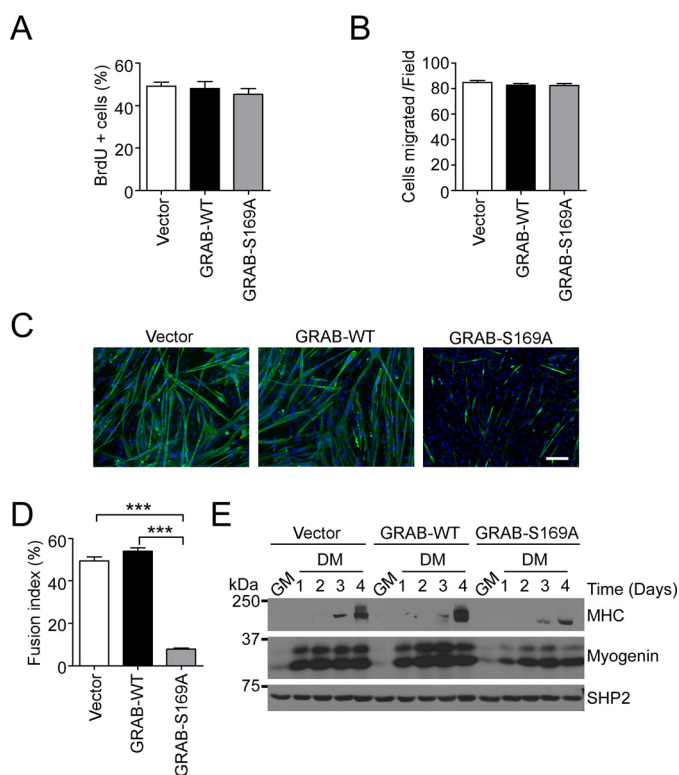 A
BrdU + cells (%)
60
40
20
0
Vector
GRAB-WT
GRAB-S169A
B
Cells migrated /Field
100
80
60
40
20
0
Vector
GRAB-WT
GRAB-S169A
C
Vector
GRAB-WT
GRAB-S169A
D
Fusion index (%)
60
40
20
0
***
***
Vector
GRAB-WT
GRAB-S169A
E
Vector GRAB-WT GRAB-S169A
DM DM DM
kDa GM 1 2 3 4 GM 1 2 3 4 GM 1 2 3 4 Time (Days)
250
MHC
37
Myogenin
75
SHP2